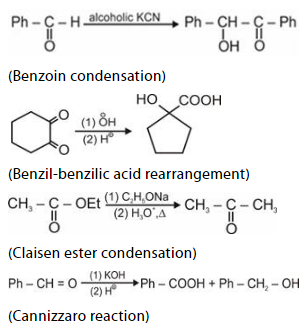 Ph – C – H alcoholic KCN Ph – CH – C – Ph
O OH O
(Benzoin condensation)
O O (1) ŌH (2) H⊕ HO COOH
(Benzil-benzilic acid rearrangement)
CH₃ – C – OEt (1) C₂H₅ONa (2) H₃O⁺,Δ CH₃ – C – CH₃
O O
(Claisen ester condensation)
Ph – CH = O (1) KOH (2) H⊕ Ph – COOH + Ph – CH₂ – OH
(Cannizzaro reaction)